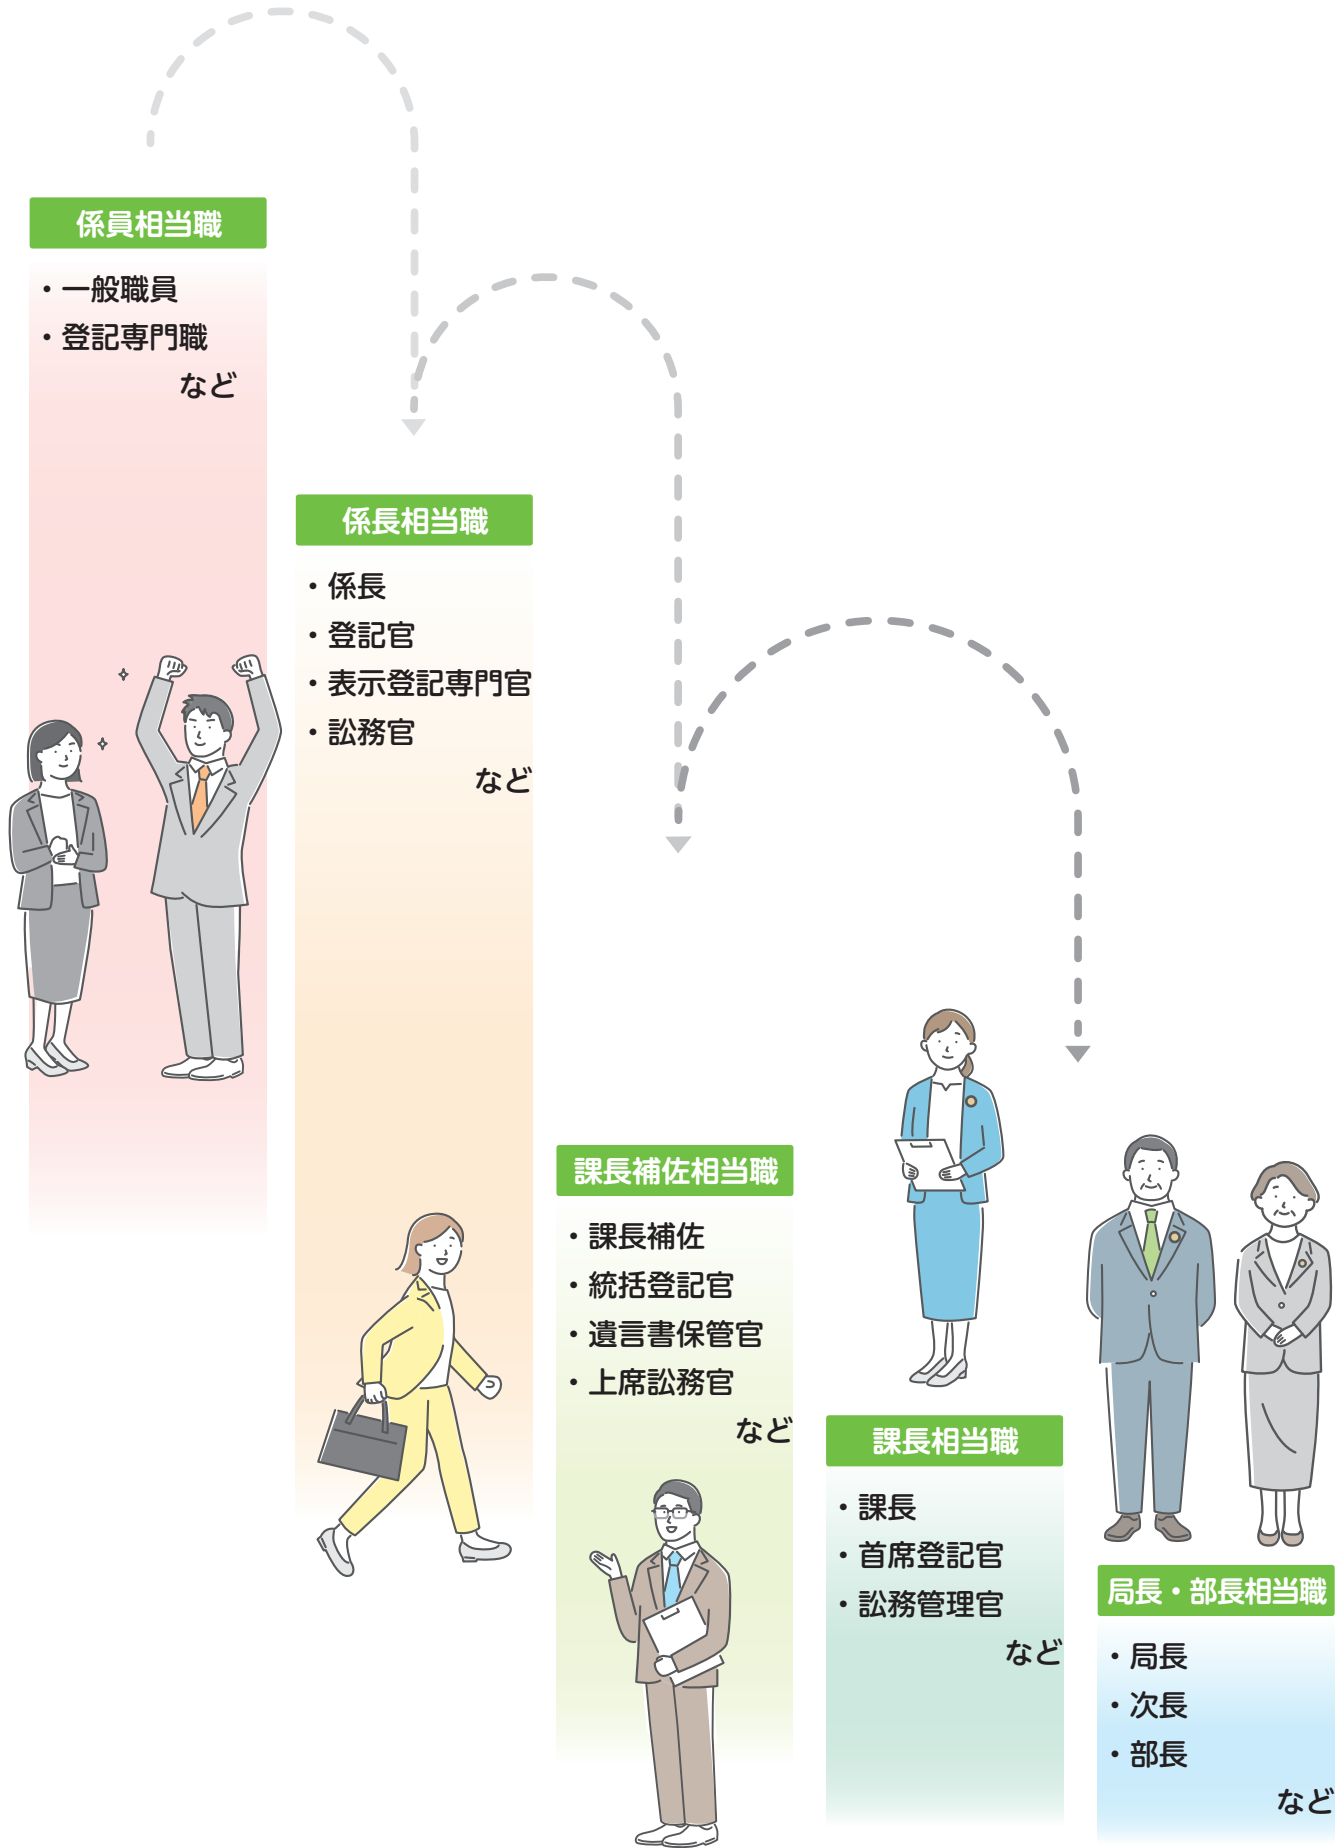 係員相当職
・一般職員
・登記専門職
など
係長相当職
・係長
・登記官
・表示登記専門官
・訟務官
など
課長補佐相当職
・課長補佐
・統括登記官
・遺言書保管官
・上席訟務官
など
課長相当職
・課長
・首席登記官
・訟務管理官
など
局長・部長相当職
・局長
・次長
・部長
など